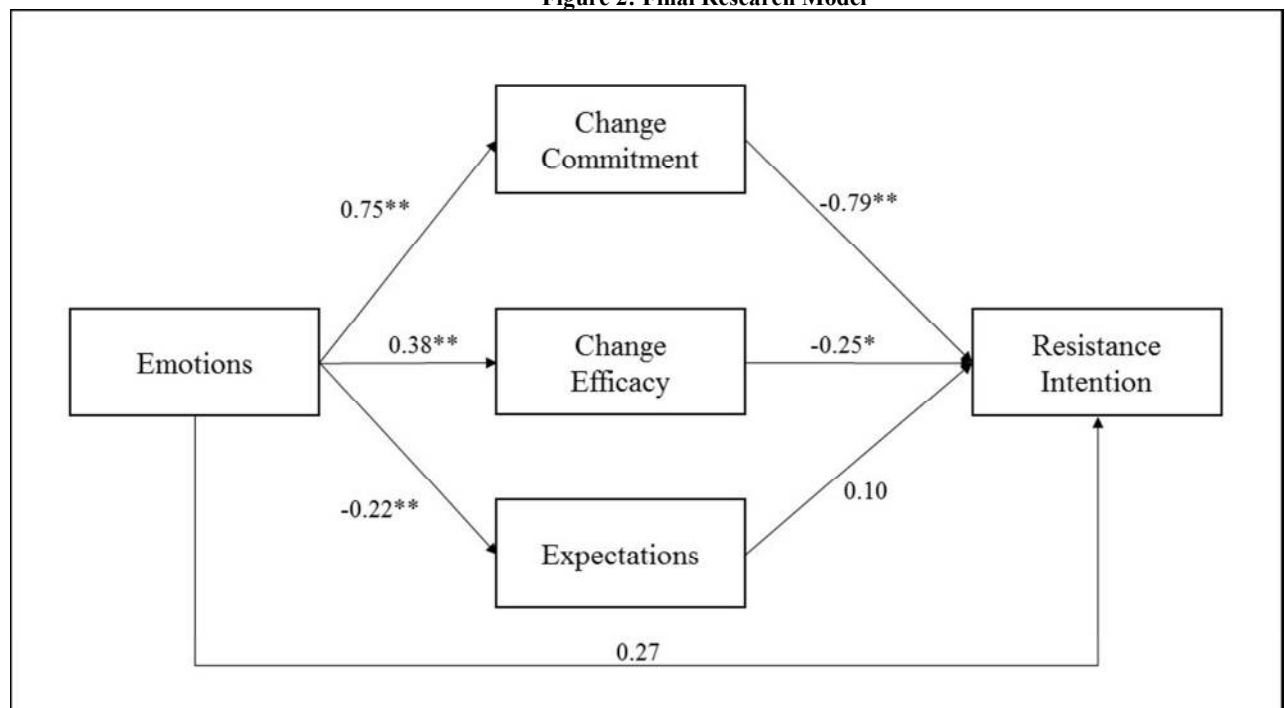 Figure 2: Final Research Model
Change
Commitment
0.75**
-0.79**
Emotions
0.38**
Change
Efficacy
-0.25*
Resistance
Intention
-0.22**
0.10
Expectations
0.27